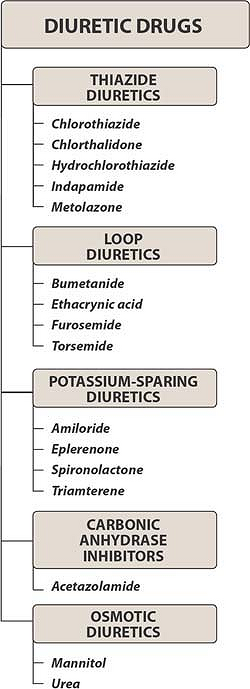 DIURETIC DRUGS
THIAZIDE
DIURETICS
Chlorothiazide
Chlorthalidone
Hydrochlorothiazide
Indapamide
Metolazone
LOOP
DIURETICS
Bumetanide
Ethacrynic acid
Furosemide
Torsemide
POTASSIUM-SPARING
DIURETICS
Amiloride
Eplerenone
Spironolactone
Triamterene
CARBONIC
ANHYDRASE
INHIBITORS
Acetazolamide
OSMOTIC
DIURETICS
Mannitol
Urea